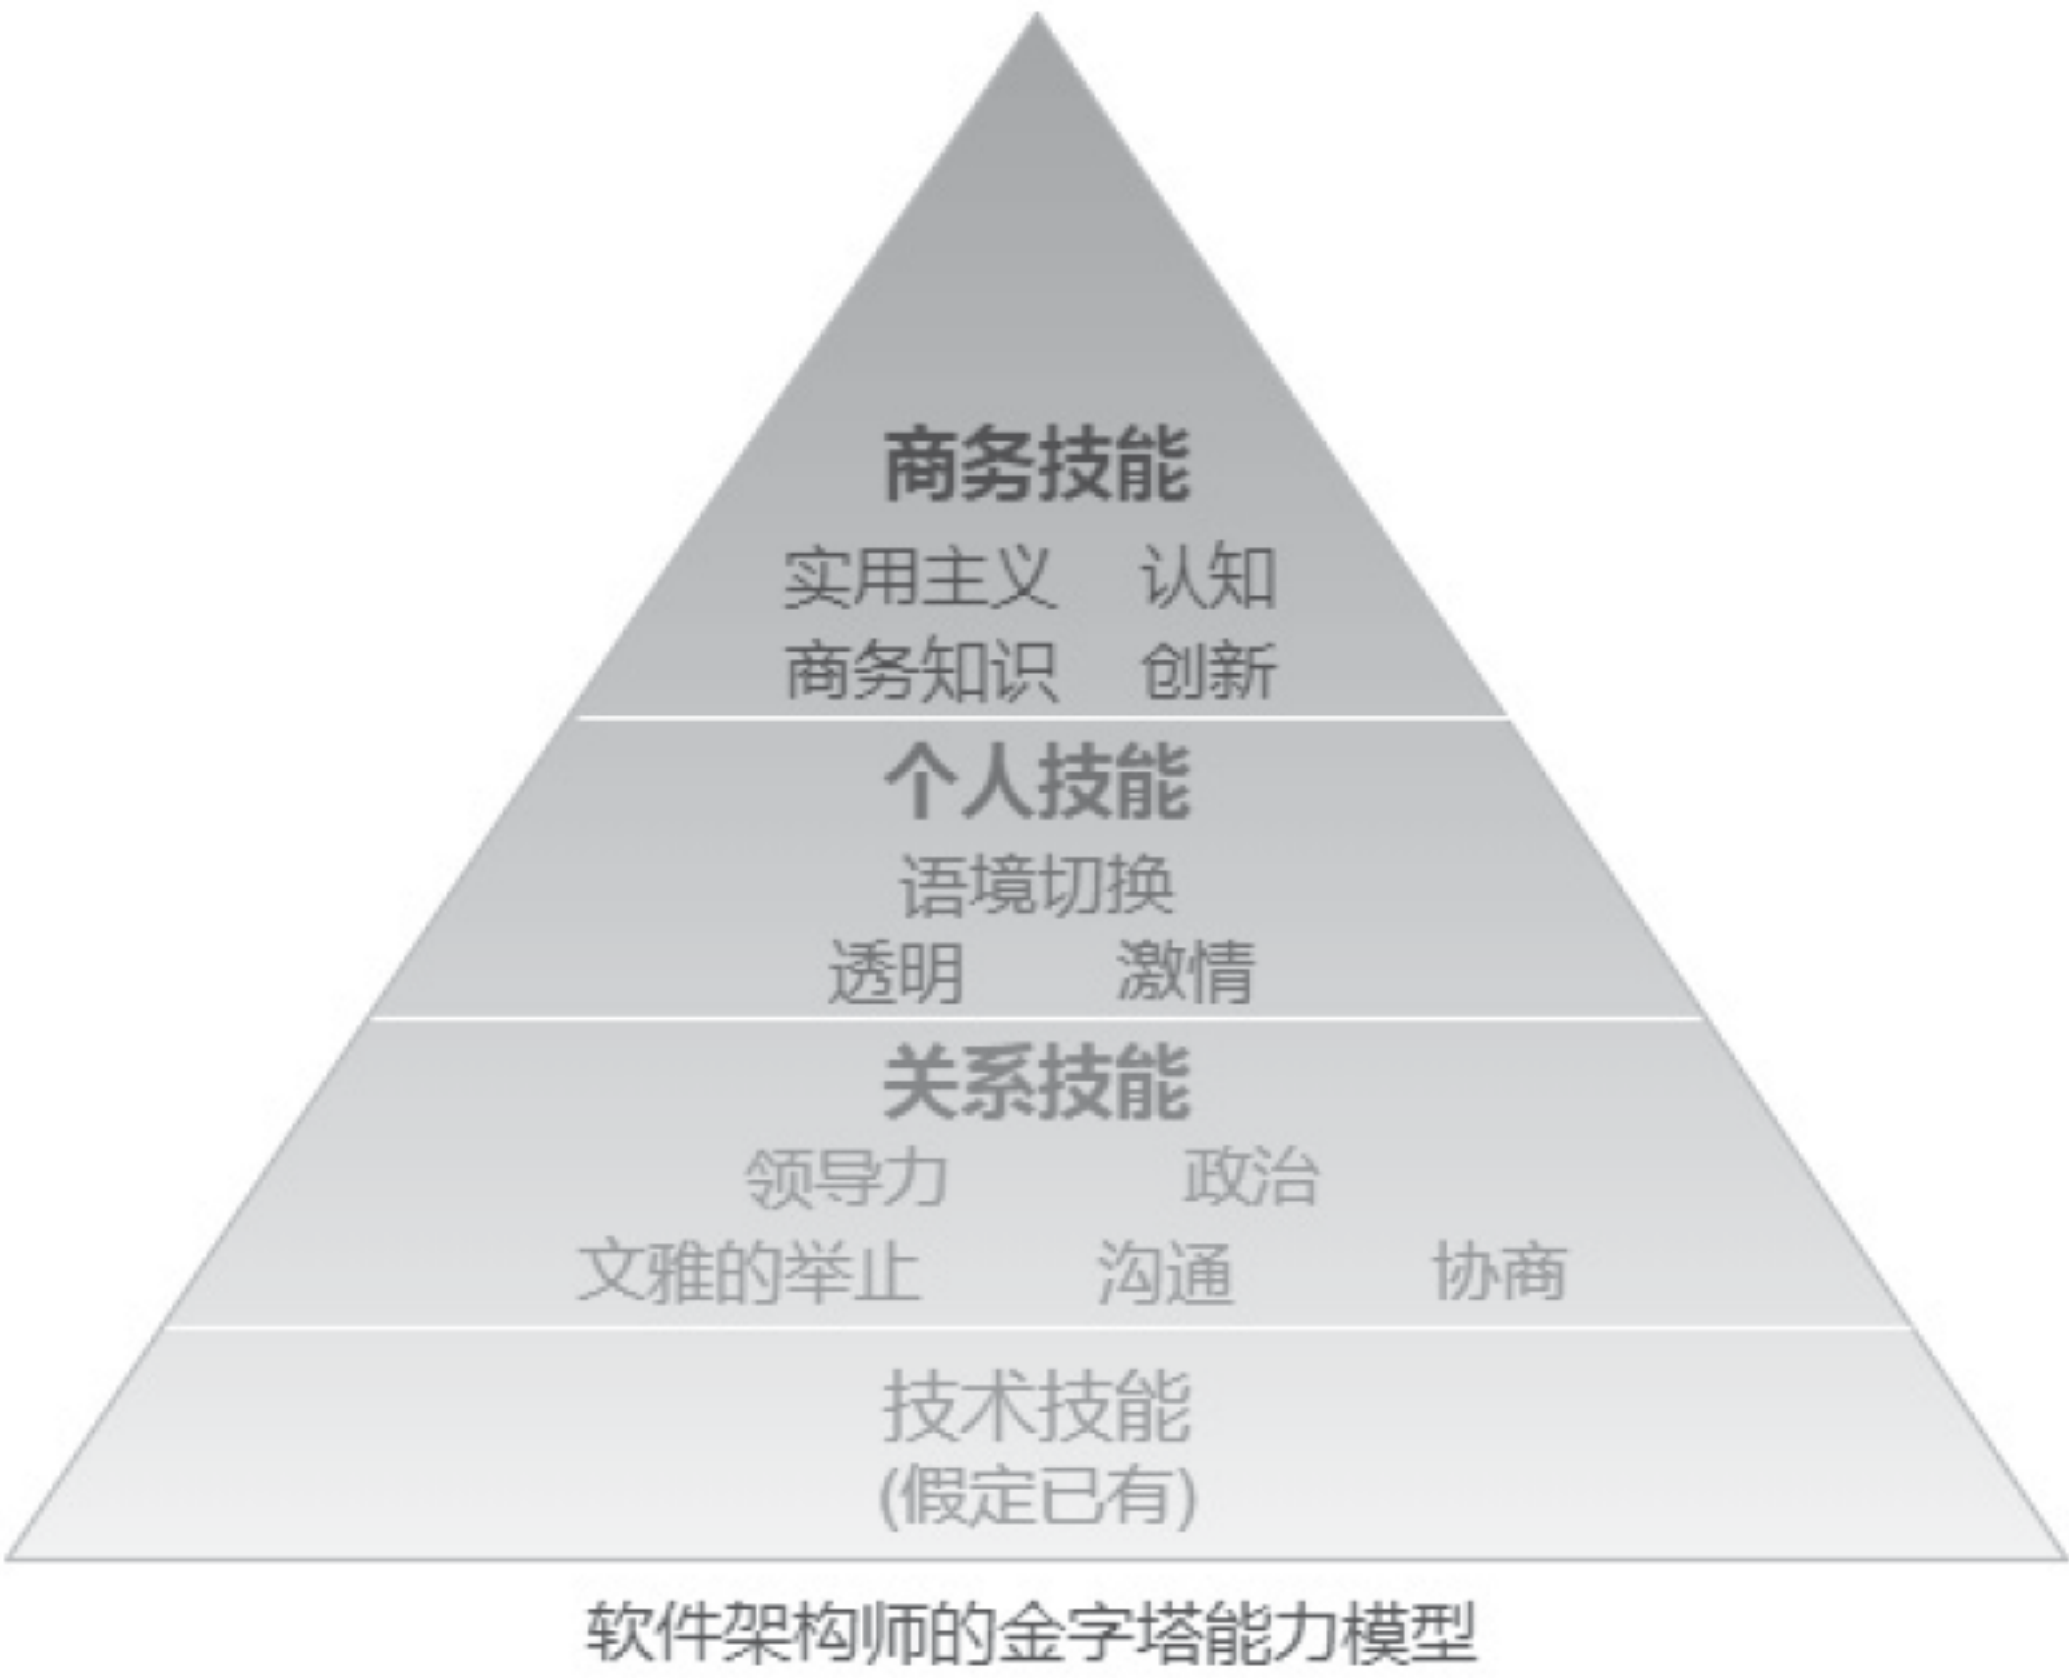 商务技能
实用主义 认知
商务知识 创新
个人技能
语境切换
透明 激情
关系技能
领导力 政治
文雅的举止 沟通 协商
技术技能
(假定已有)
软件架构师的金字塔能力模型